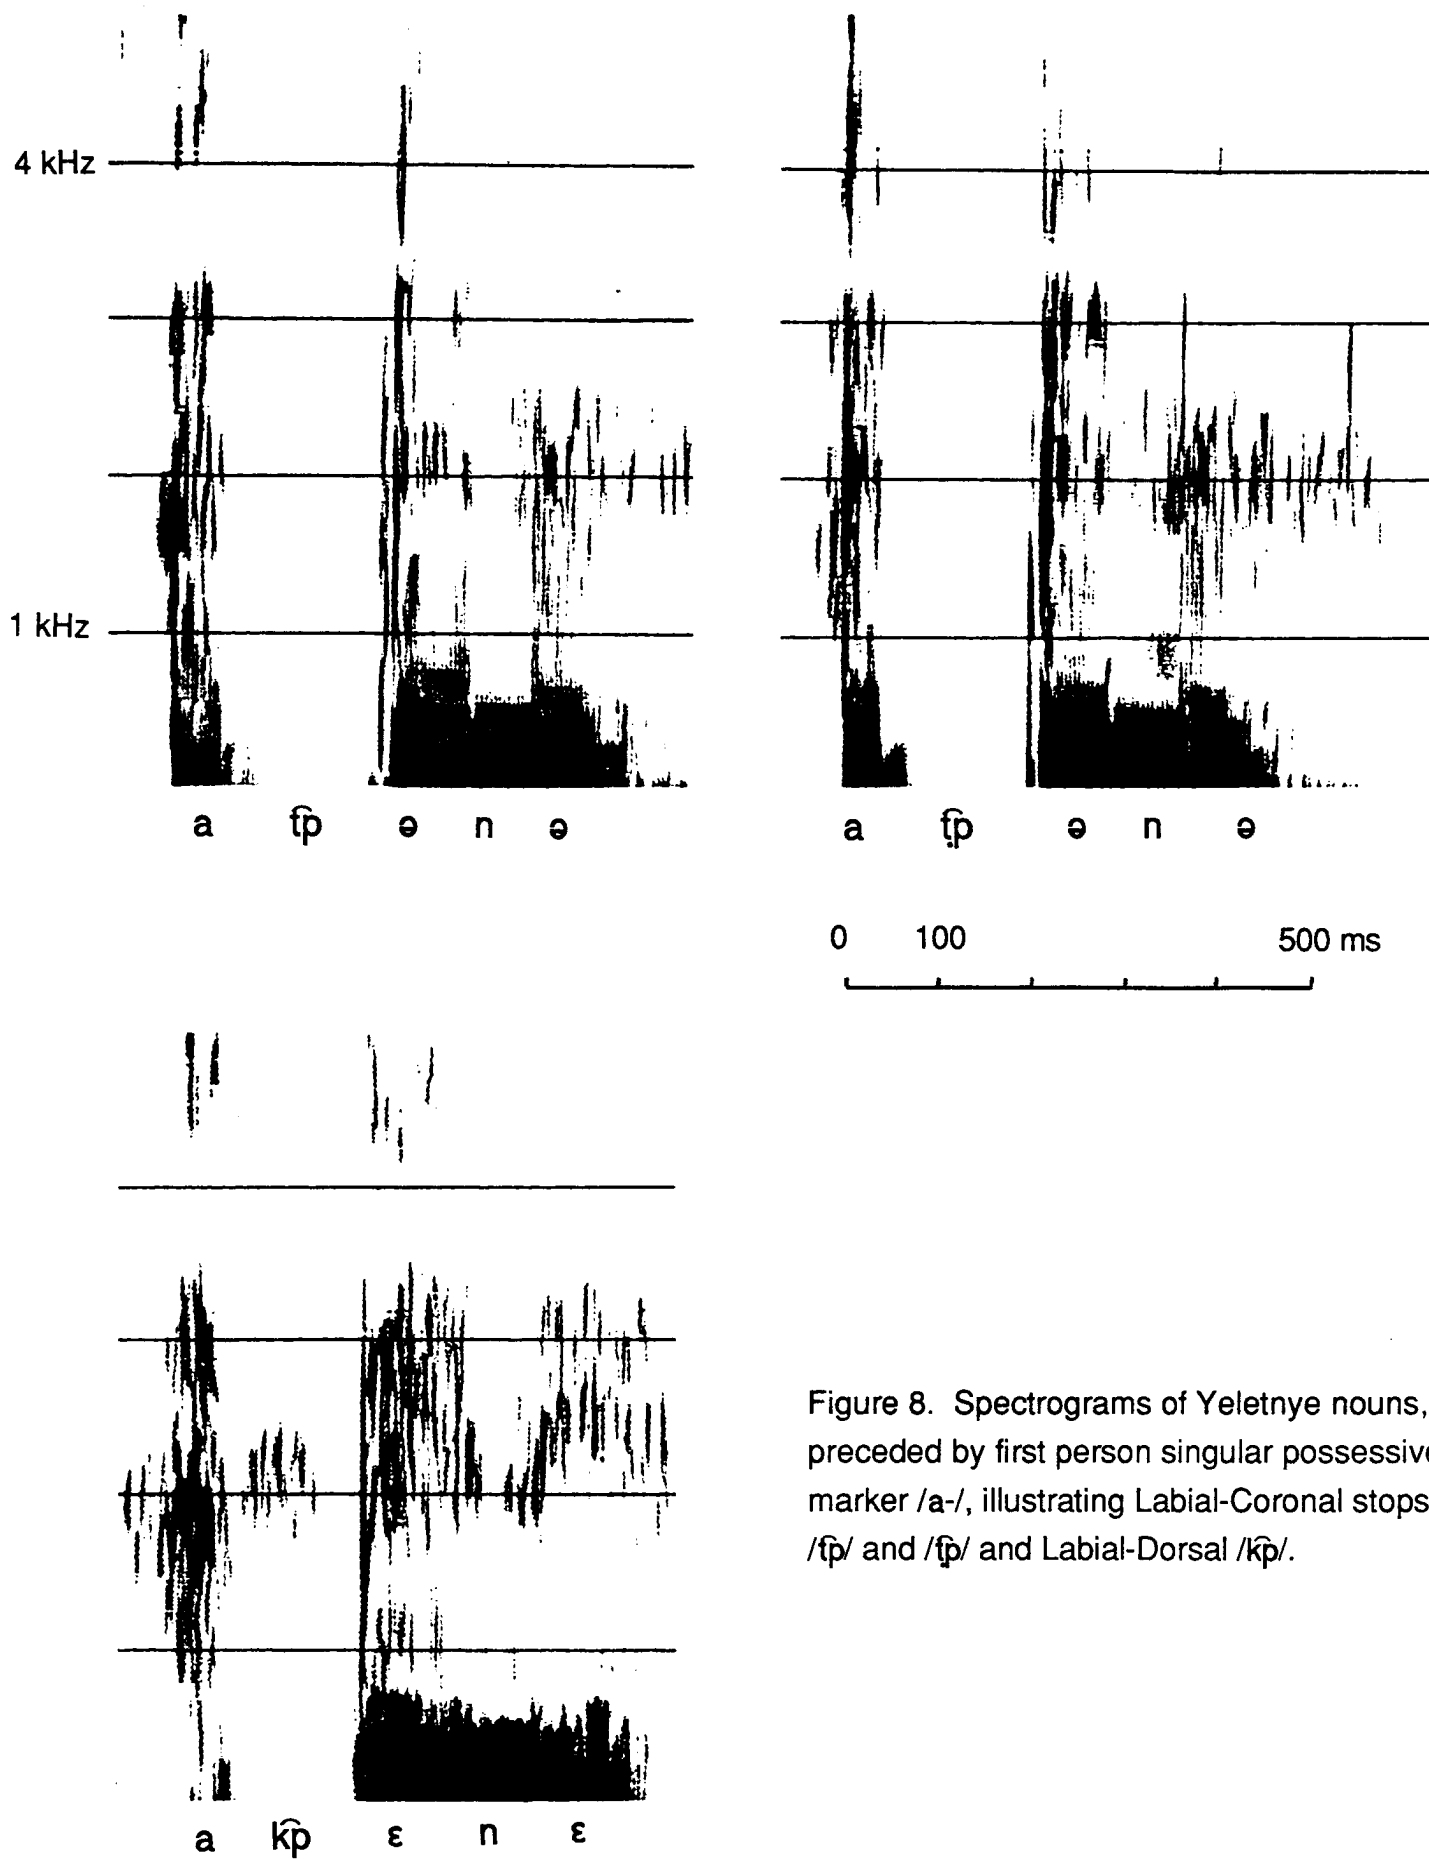 4 kHz
1 kHz
a t͡p ə n ə
a ṭ͡p ə n ə
0 100 500 ms
a k͡p ɛ n ɛ
Figure 8. Spectrograms of Yeletnye nouns,
preceded by first person singular possessive
marker /a-/, illustrating Labial-Coronal stops
/t͡p/ and /ṭ͡p/ and Labial-Dorsal /k͡p/.